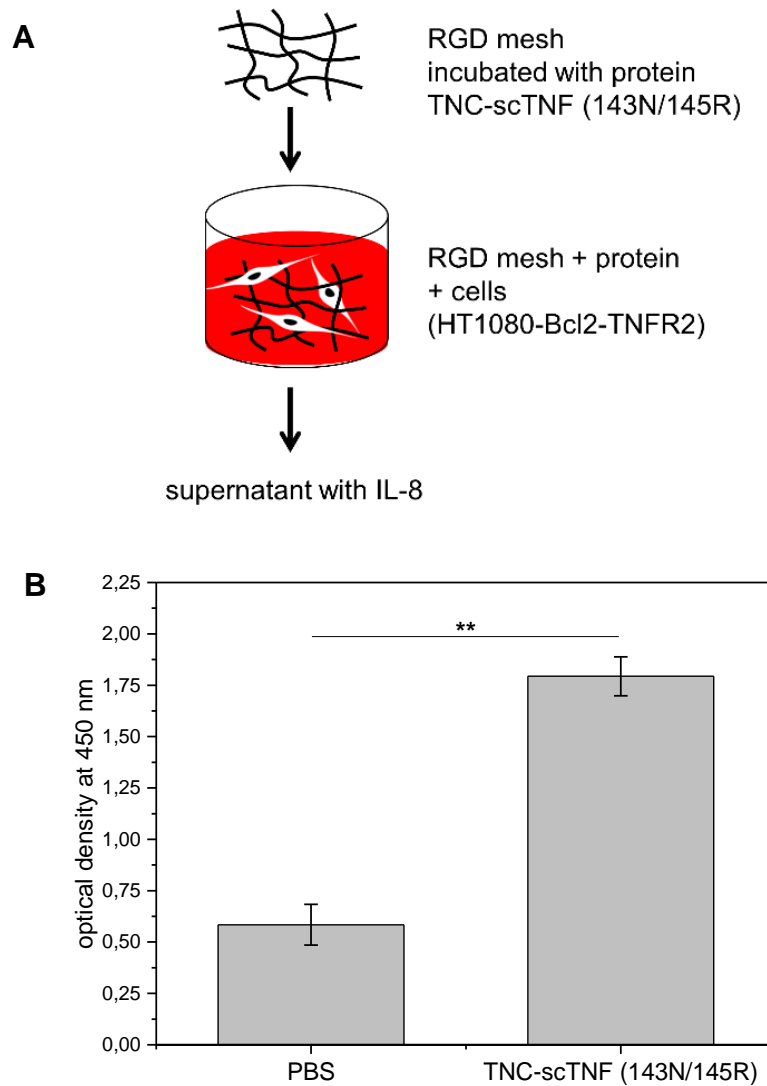 A
RGD mesh
incubated with protein
TNC-scTNF (143N/145R)
RGD mesh + protein
+ cells
(HT1080-Bcl2-TNFR2)
supernatant with IL-8
B
optical density at 450 nm
2,25
2,00
1,75
1,50
1,25
1,00
0,75
0,50
0,25
0,00
**
PBS
TNC-scTNF (143N/145R)